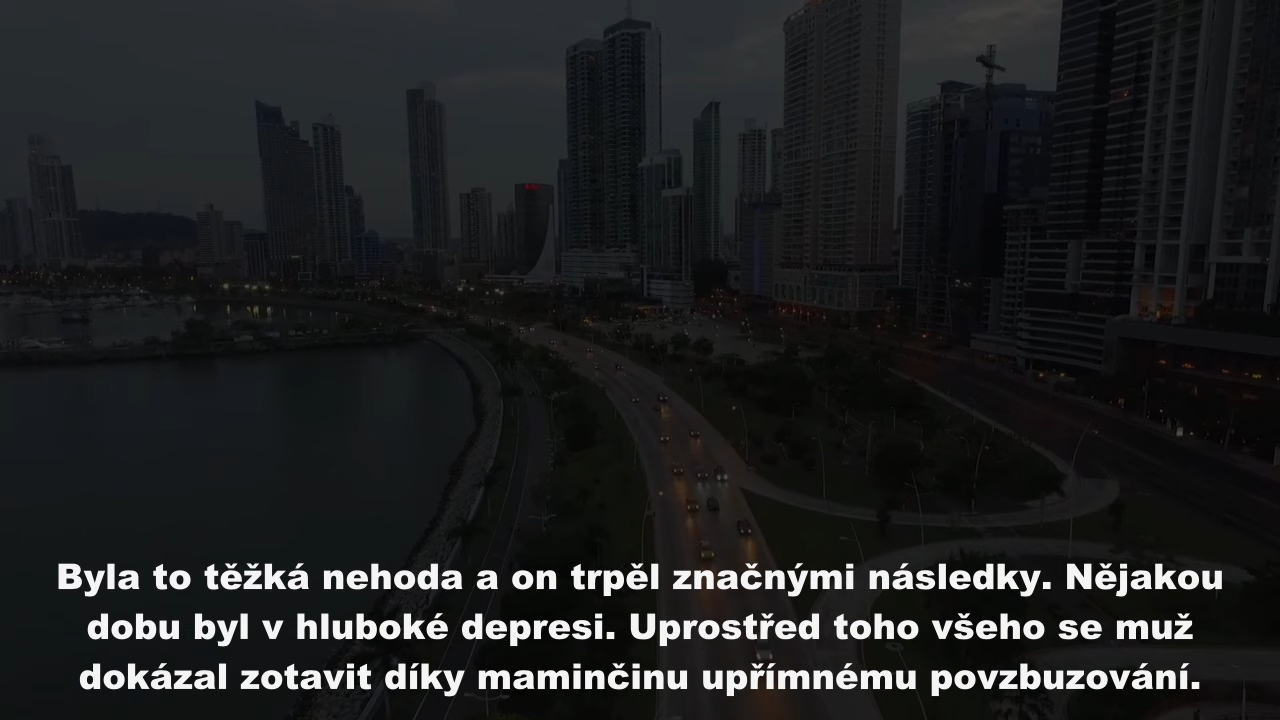 Byla to těžká nehoda a on trpěl značnými následky. Nějakou
dobu byl v hluboké depresi. Uprostřed toho všeho se muž
dokázal zotavit díky maminčinu upřímnému povzbuzování.